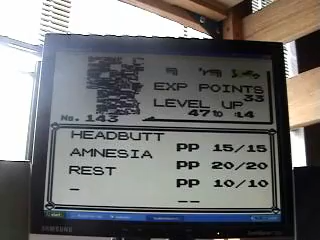 EXP POINTS
33
LEVEL UP
No. 143
47 to :14
HEADBUTT
PP 15/15
AMNESIA
PP 20/20
REST
PP 10/10
–
--
SAMSUNG